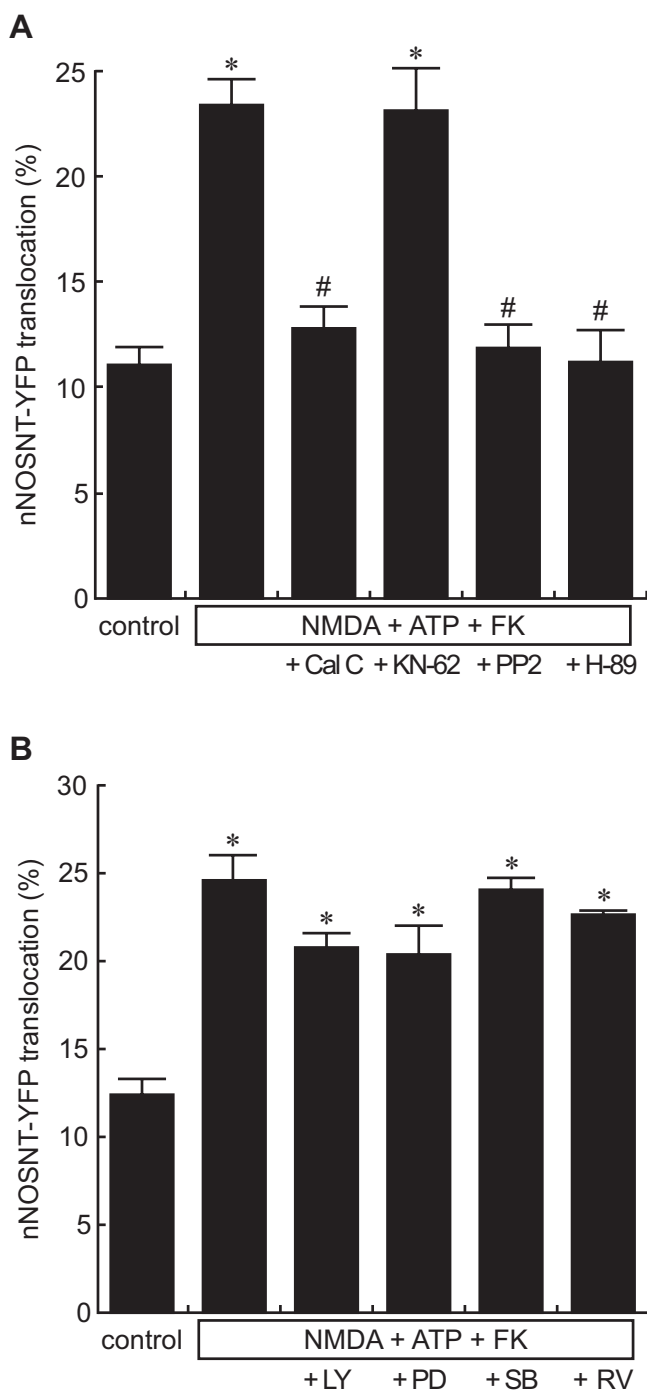 A
nNOSNT-YFP translocation (%)
25
20
15
10
5
0
*
#
*
#
#
control
NMDA + ATP + FK
+ Cal C + KN-62 + PP2 + H-89
B
nNOSNT-YFP translocation (%)
30
25
20
15
10
5
0
*
*
*
*
*
control
NMDA + ATP + FK
+ LY + PD + SB + RV